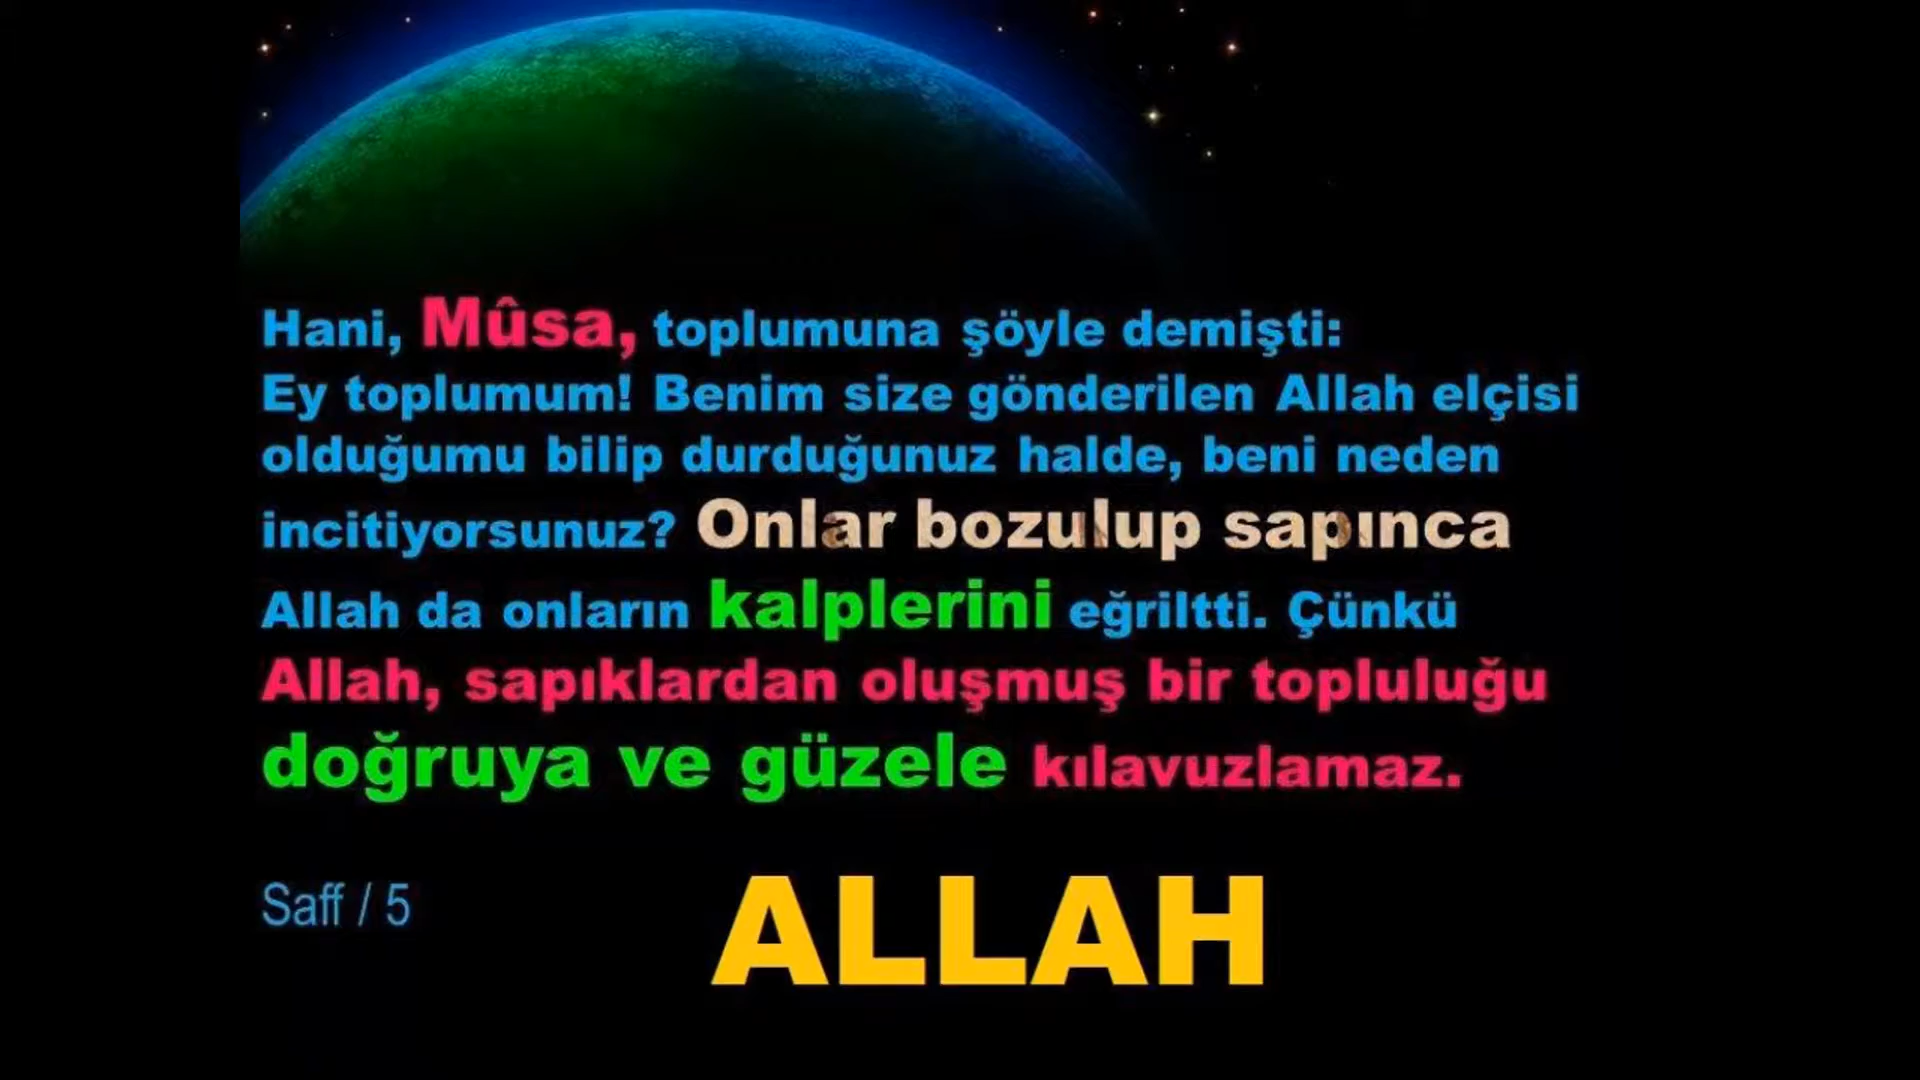 Hani, Mûsa, toplumuna şöyle demişti:
Ey toplumum! Benim size gönderilen Allah elçisi
olduğumu bilip durduğunuz halde, beni neden
incitiyorsunuz? Onlar bozulup sapınca
Allah da onların kalplerini eğriltti. Çünkü
Allah, sapıklardan oluşmuş bir topluluğu
doğruya ve güzele kılavuzlamaz.
Saff / 5
ALLAH